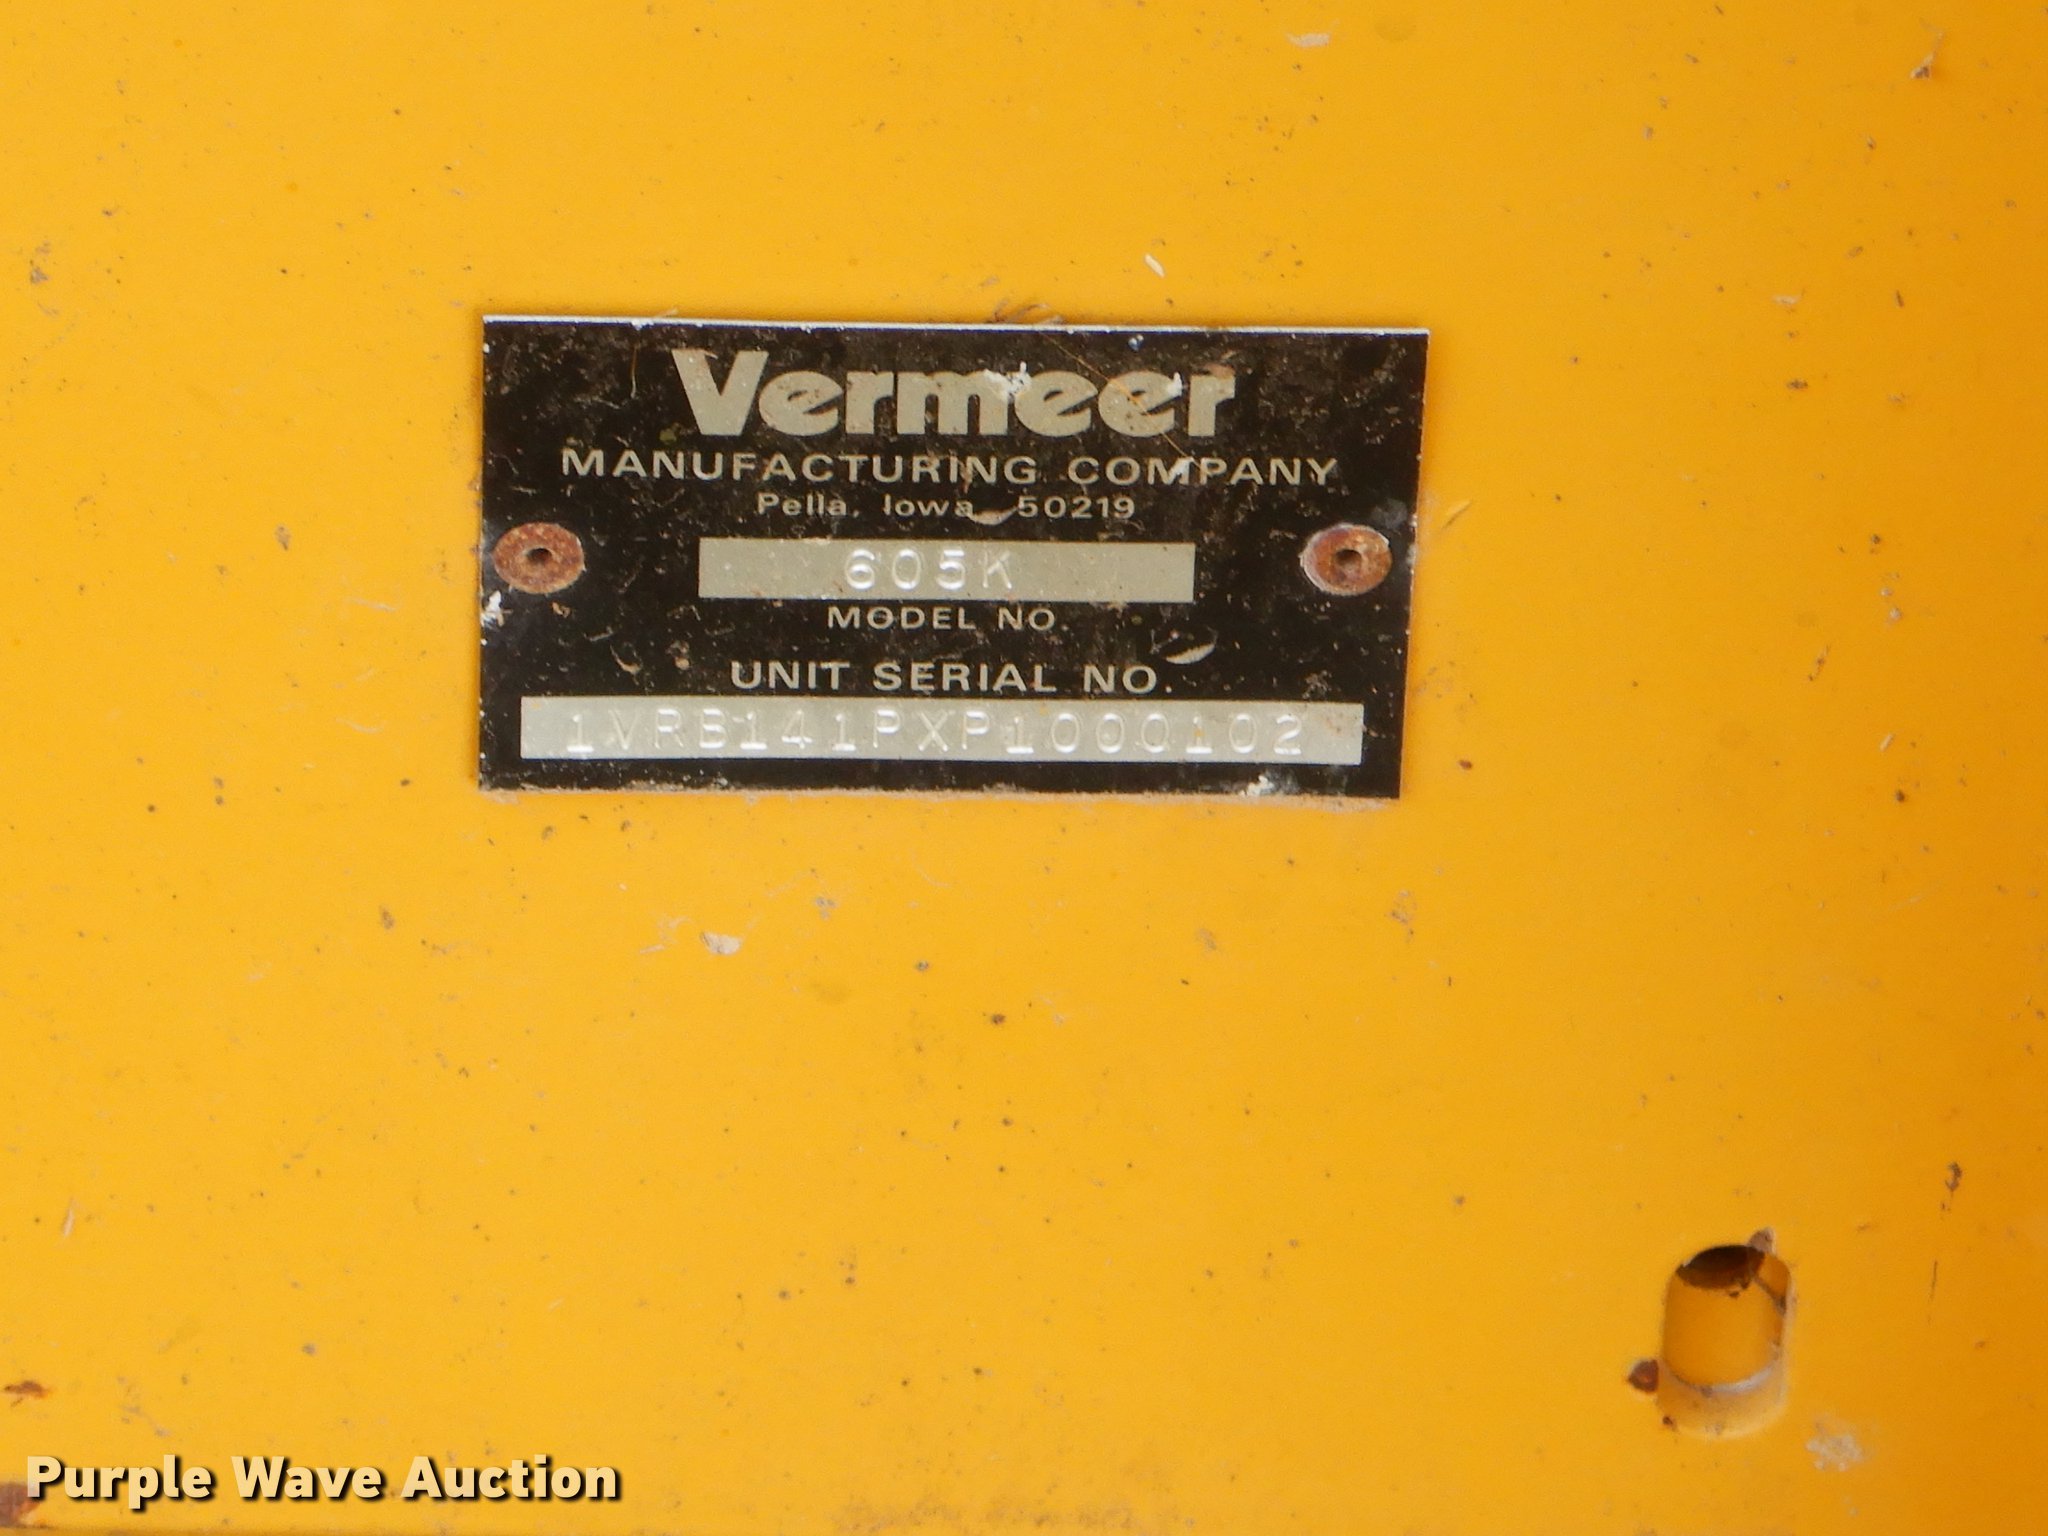 Vermeer
MANUFACTURING COMPANY
Pella, Iowa 50219
605K
MODEL NO.
UNIT SERIAL NO.
1VRB141PXP1000102
Purple Wave Auction